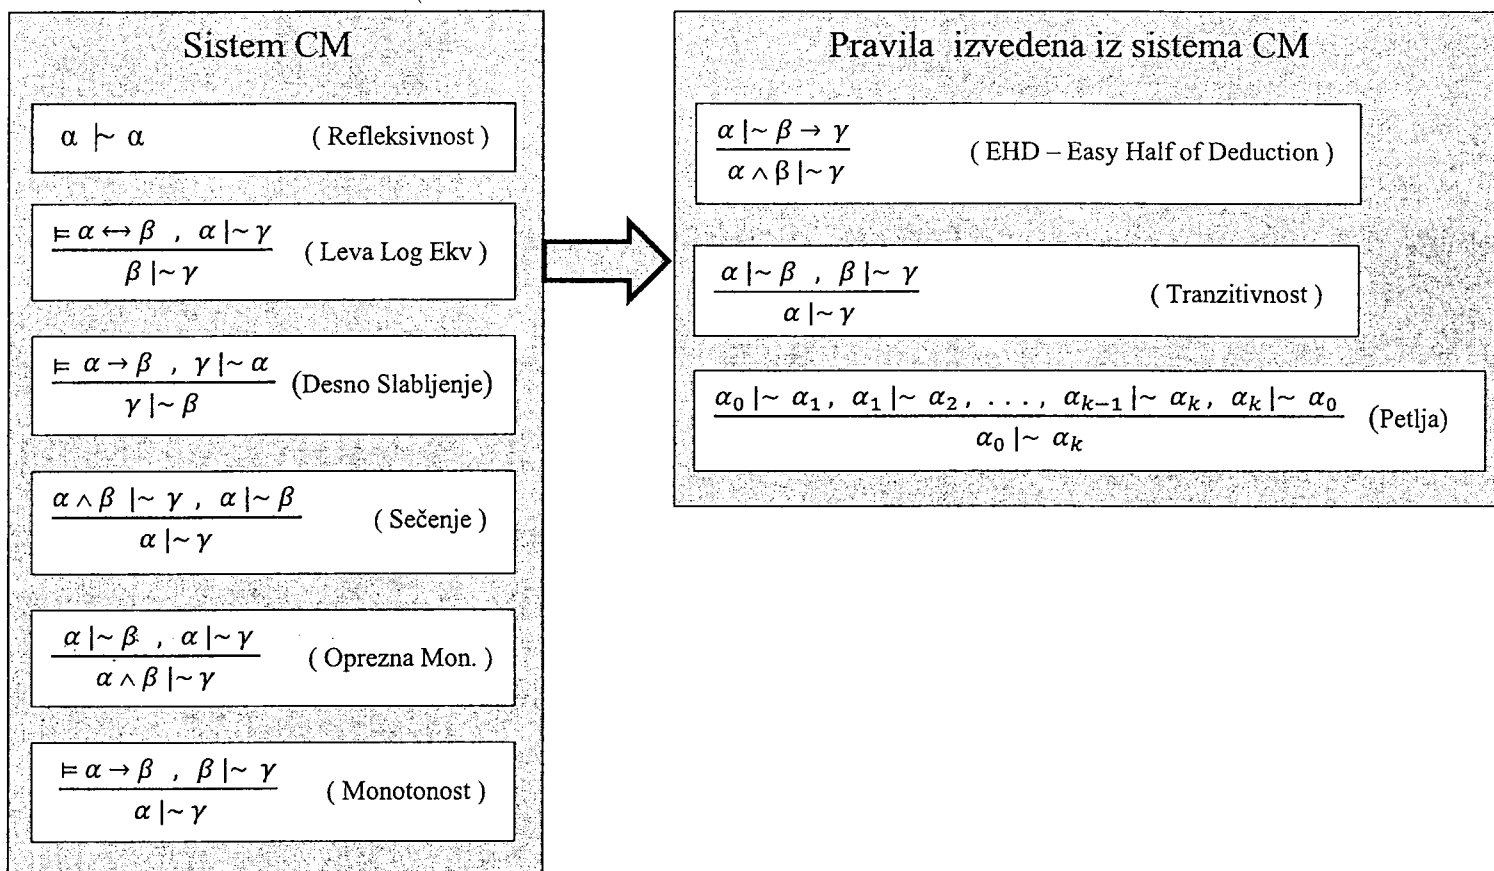 Sistem CM
α |~ α ( Refleksivnost )
⊨ α ↔ β , α |~ γ
β |~ γ
( Leva Log Ekv )
⊨ α → β , γ |~ α
γ |~ β
(Desno Slabljenje)
α ∧ β |~ γ , α |~ β
α |~ γ
( Sečenje )
α |~ β , α |~ γ
α ∧ β |~ γ
( Oprezna Mon. )
⊨ α → β , β |~ γ
α |~ γ
( Monotonost )
Pravila izvedena iz sistema CM
α |~ β → γ
α ∧ β |~ γ
( EHD – Easy Half of Deduction )
α |~ β , β |~ γ
α |~ γ
( Tranzitivnost )
α₀ |~ α₁, α₁ |~ α₂, . . . , αₖ₋₁ |~ αₖ, αₖ |~ α₀
α₀ |~ αₖ
(Petlja)